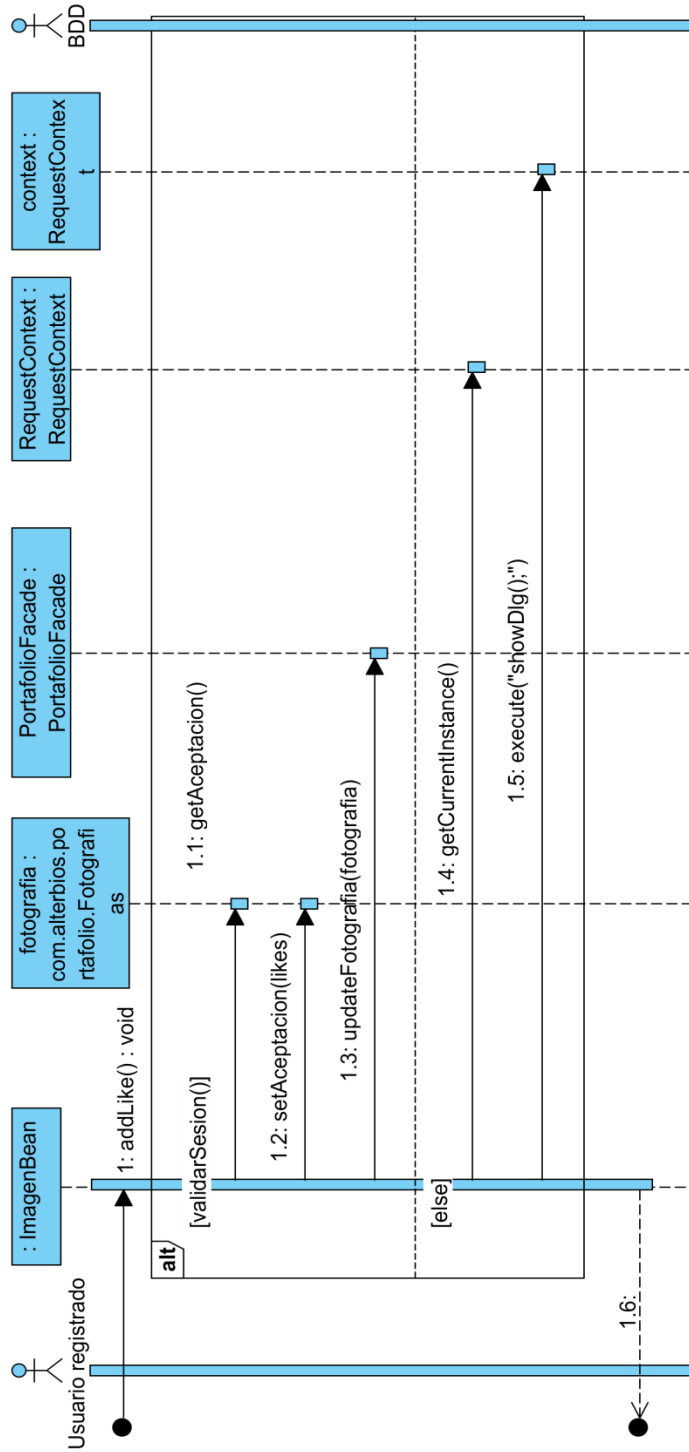 Usuario registrado
: ImagenBean
fotografia :
com.alterbios.po
rtafolio.Fotografi
as
PortafolioFacade :
PortafolioFacade
RequestContext :
RequestContext
context :
RequestContex
t
BDD
1: addLike() : void
alt
[validarSesion()]
1.1: getAceptacion()
1.2: setAceptacion(likes)
1.3: updateFotografia(fotografia)
[else]
1.4: getCurrentInstance()
1.5: execute("showDlg();")
1.6: